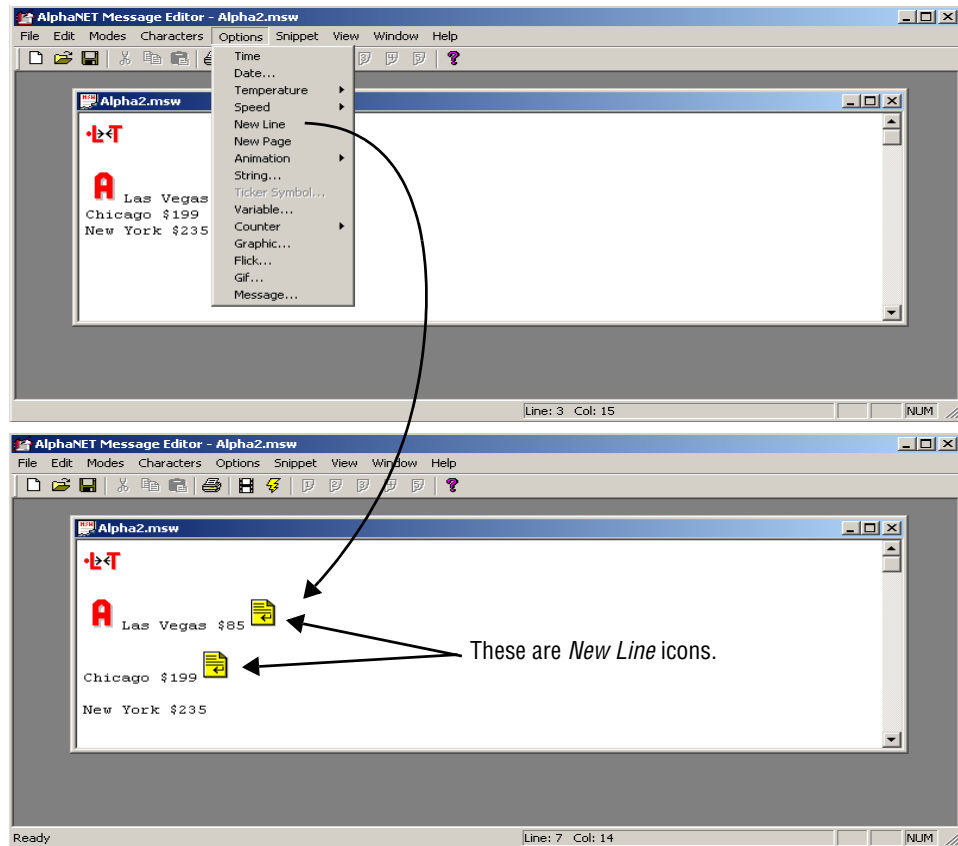 AlphaNET Message Editor - Alpha2.msw
File Edit Modes Characters Options Snippet View Window Help
Time
Date...
Temperature
Speed
New Line
New Page
Animation
String...
Ticker Symbol...
Variable...
Counter
Graphic...
Flick...
Gif...
Message...
Alpha2.msw
A Las Vegas
Chicago $199
New York $235
Line: 3 Col: 15
NUM
AlphaNET Message Editor - Alpha2.msw
File Edit Modes Characters Options Snippet View Window Help
Alpha2.msw
A Las Vegas $85
Chicago $199
New York $235
These are New Line icons.
Ready
Line: 7 Col: 14
NUM